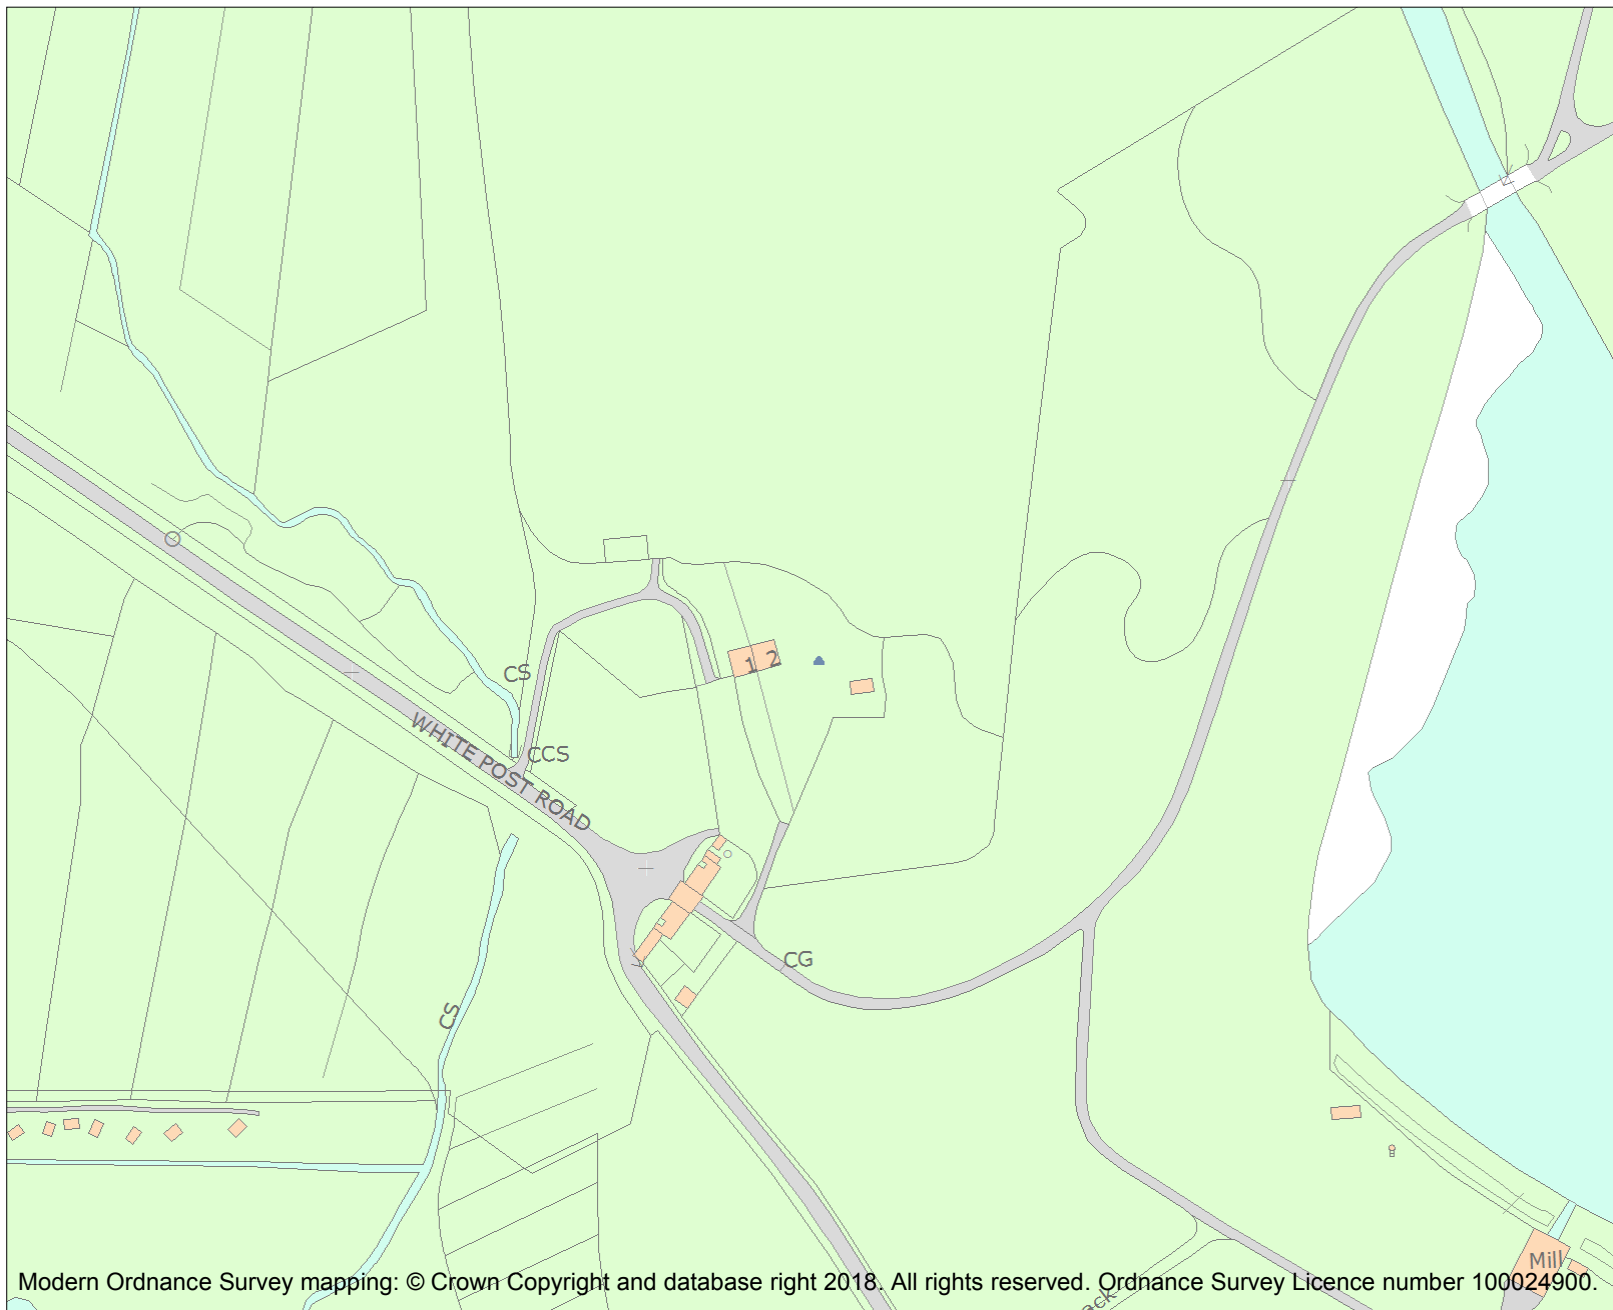 1 2
CS
WHITE POST ROAD
CCS
CG
CS
Mill
Modern Ordnance Survey mapping: © Crown Copyright and database right 2018. All rights reserved. Ordnance Survey Licence number 100024900.